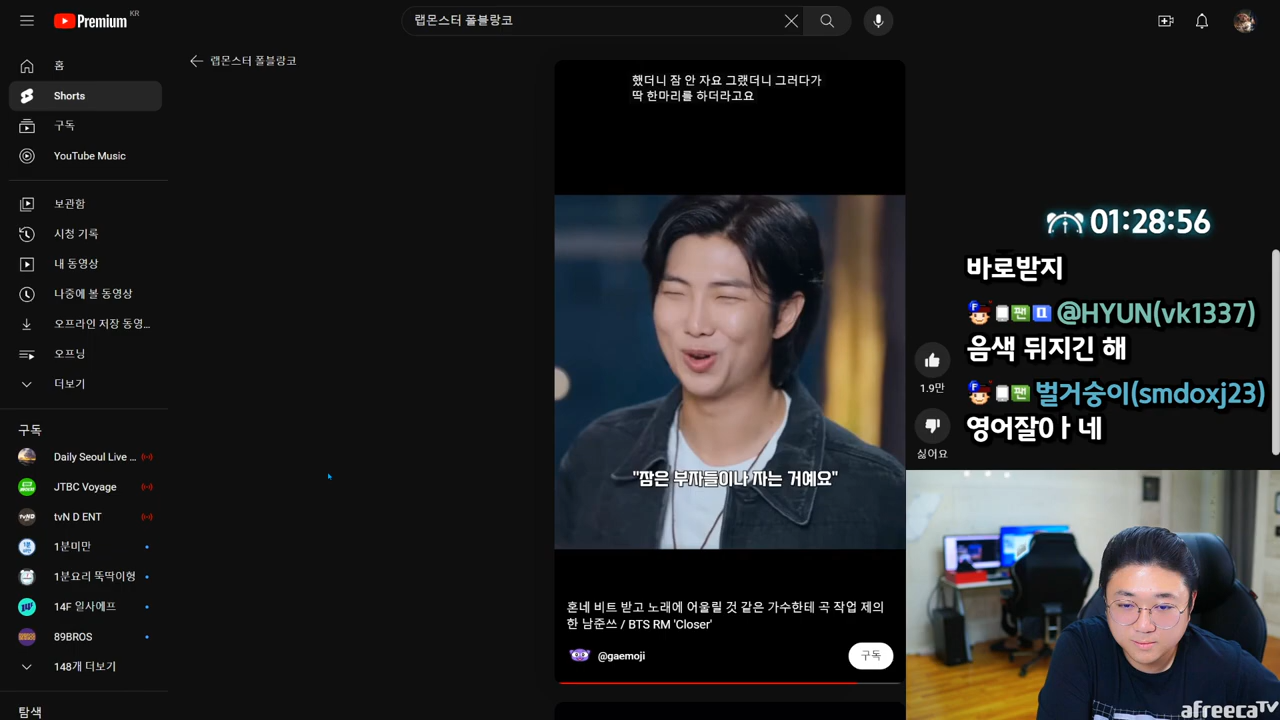 Premium KR
랩몬스터 폴블랑코
랩몬스터 폴블랑코
홈
Shorts
구독
YouTube Music
보관함
시청 기록
내 동영상
나중에 볼 동영상
오프라인 저장 동영...
오프닝
더보기
구독
Daily Seoul Live ...
JTBC Voyage
tvN D ENT
1분미만
1분요리 뚝딱이형
14F 일사에프
89BROS
148개 더보기
탐색
했더니 잠 안 자요 그랬더니 그러다가
딱 한마리를 하더라고요
"잠은 부자들이나 자는 거예요"
혼네 비트 받고 노래에 어울릴 것 같은 가수한테 곡 작업 제의
한 남준쓰 / BTS RM 'Closer'
@gaemoji
구독
1.9만
싫어요
01:28:56
바로받지
@HYUN(vk1337)
음색 뒤지긴 해
벌거숭이(smdoxj23)
영어잘0ㅏ네
afreecaTV